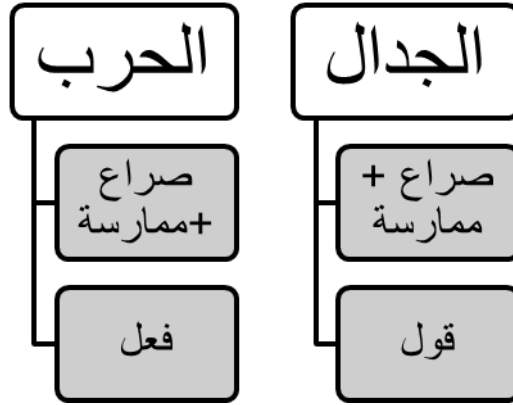 الجدال
صراع +
ممارسة
قول
الحرب
صراع
+ممارسة
فعل